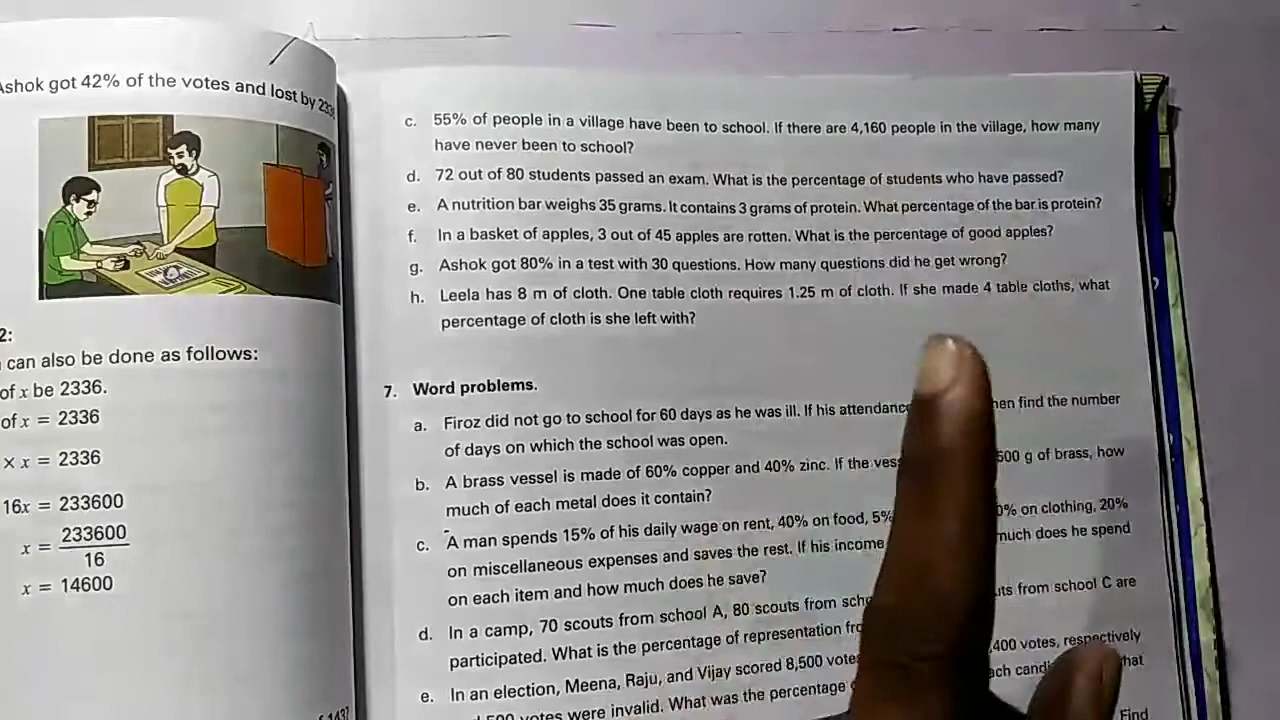 Ashok got 42% of the votes and lost by
2:
can also be done as follows:
of x be 2336.
of x = 2336
× x = 2336
16x = 233600
x = 233600
16
x = 14600
c. 55% of people in a village have been to school. If there are 4,160 people in the village, how many
have never been to school?
d. 72 out of 80 students passed an exam. What is the percentage of students who have passed?
e. A nutrition bar weighs 35 grams. It contains 3 grams of protein. What percentage of the bar is protein?
f. In a basket of apples, 3 out of 45 apples are rotten. What is the percentage of good apples?
g. Ashok got 80% in a test with 30 questions. How many questions did he get wrong?
h. Leela has 8 m of cloth. One table cloth requires 1.25 m of cloth. If she made 4 table cloths, what
percentage of cloth is she left with?
7. Word problems.
a. Firoz did not go to school for 60 days as he was ill. If his find the number
of days on which the school was open.
b. A brass vessel is made of 60% copper and 40% zinc. If the g of brass, how
much of each metal does it contain?
c. A man spends 15% of his daily wage on rent, 40% on food, on clothing, 20%
on miscellaneous expenses and saves the rest. If his income much does he spend
on each item and how much does he save?
d. In a camp, 70 scouts from school A, 80 scouts from from school C are
participated. What is the percentage of representation
e. In an election, Meena, Raju, and Vijay scored 8,500 votes, respectively
votes were invalid. What was the percentage
Find